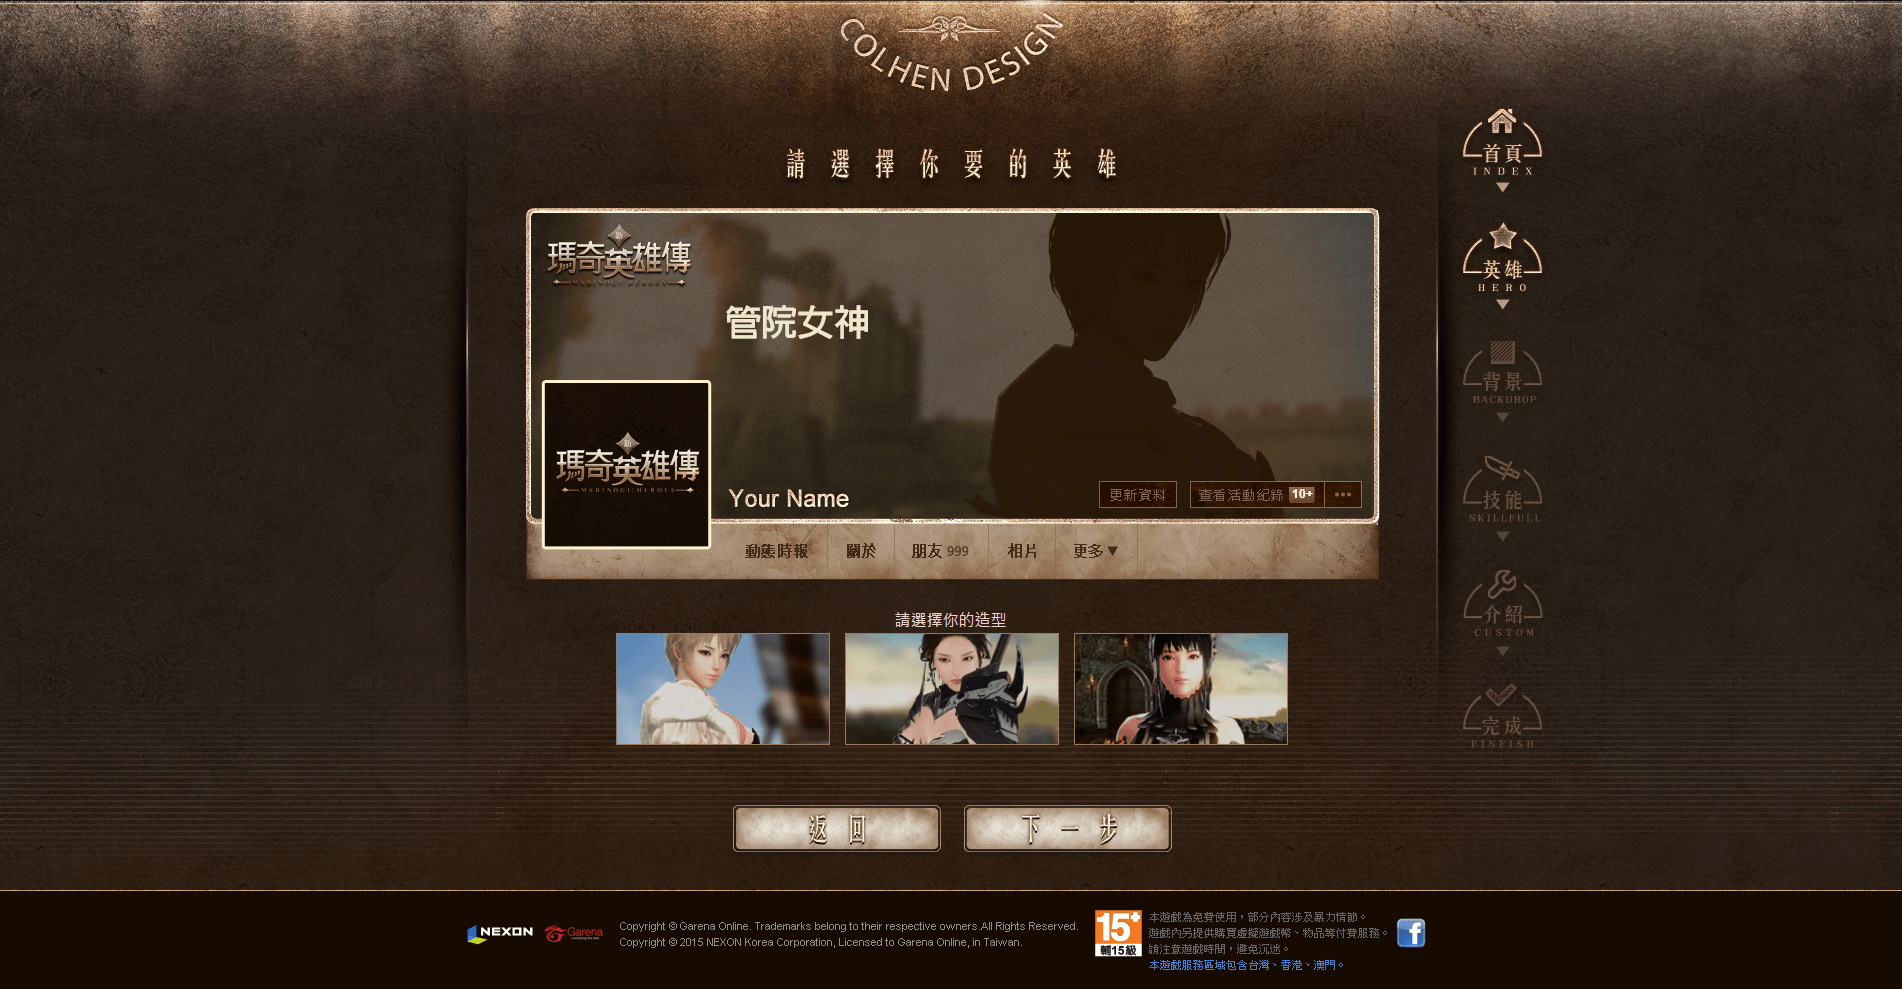 COLHEN DESIGN
請選擇你要的英雄
新
瑪奇英雄傳
MABINOGI: HEROES
管院女神
新
瑪奇英雄傳
MABINOGI: HEROES
Your Name
更新資料
查看活動紀錄 10+ •••
動態時報 關於 朋友 999 相片 更多▼
請選擇你的造型
返回
下一步
首頁
INDEX
英雄
HERO
背景
BACKDROP
技能
SKILLFULL
介紹
CUSTOM
完成
FINFISH
NEXON
Garena
Copyright © Garena Online. Trademarks belong to their respective owners.All Rights Reserved.
Copyright © 2015 NEXON Korea Corporation, Licensed to Garena Online, in Taiwan.
15+
輔15級
本遊戲為免費使用，部分內容涉及暴力情節。
遊戲內另提供購買虛擬遊戲幣、物品等付費服務。
請注意遊戲時間，避免沉迷。
本遊戲服務區域包含台灣、香港、澳門。
f